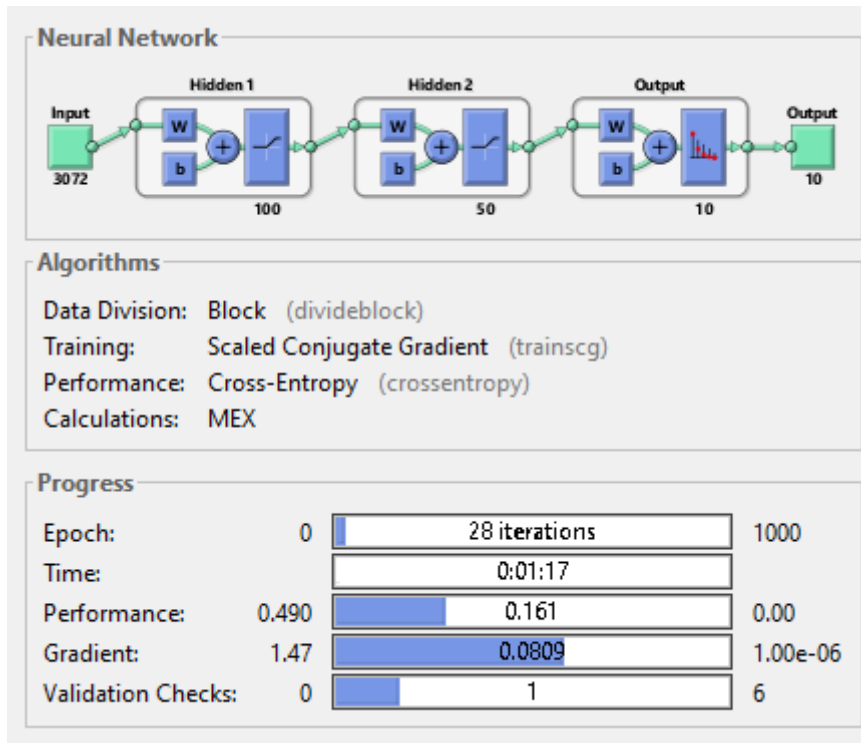 Neural Network
Hidden 1 Hidden 2 Output
Input Output
W W W
+ + +
b b b
3072 10
100 50 10
Algorithms
Data Division: Block (divideblock)
Training: Scaled Conjugate Gradient (trainscg)
Performance: Cross-Entropy (crossentropy)
Calculations: MEX
Progress
Epoch: 0 28 iterations 1000
Time: 0:01:17
Performance: 0.490 0.161 0.00
Gradient: 1.47 0.0809 1.00e-06
Validation Checks: 0 1 6